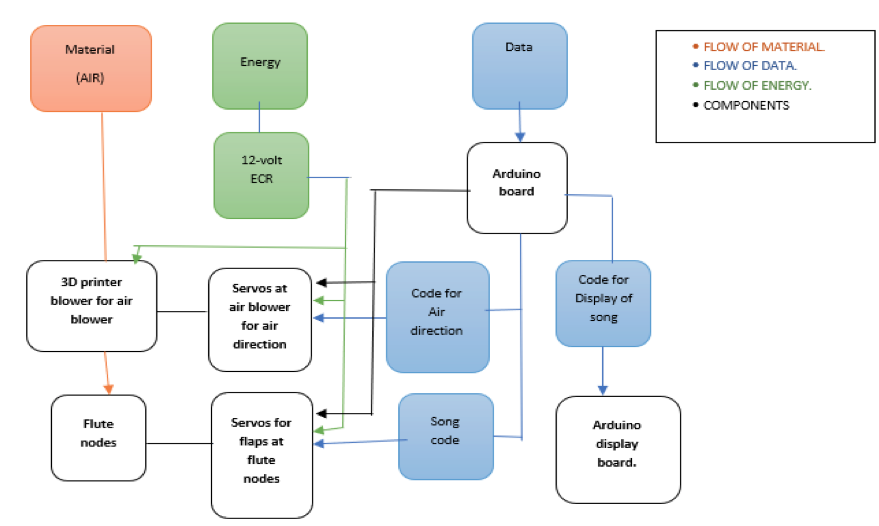 Material
(AIR)
Energy
Data
• FLOW OF MATERIAL.
• FLOW OF DATA.
• FLOW OF ENERGY.
• COMPONENTS
12-volt
ECR
Arduino
board
3D printer
blower for air
blower
Servos at
air blower
for air
direction
Code for
Air
direction
Code for
Display of
song
Flute
nodes
Servos for
flaps at
flute
nodes
Song
code
Arduino
display
board.